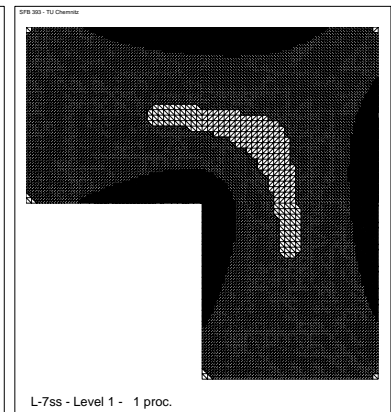 SFB 393 - TU Chemnitz
L-7ss - Level 1 - 1 proc.